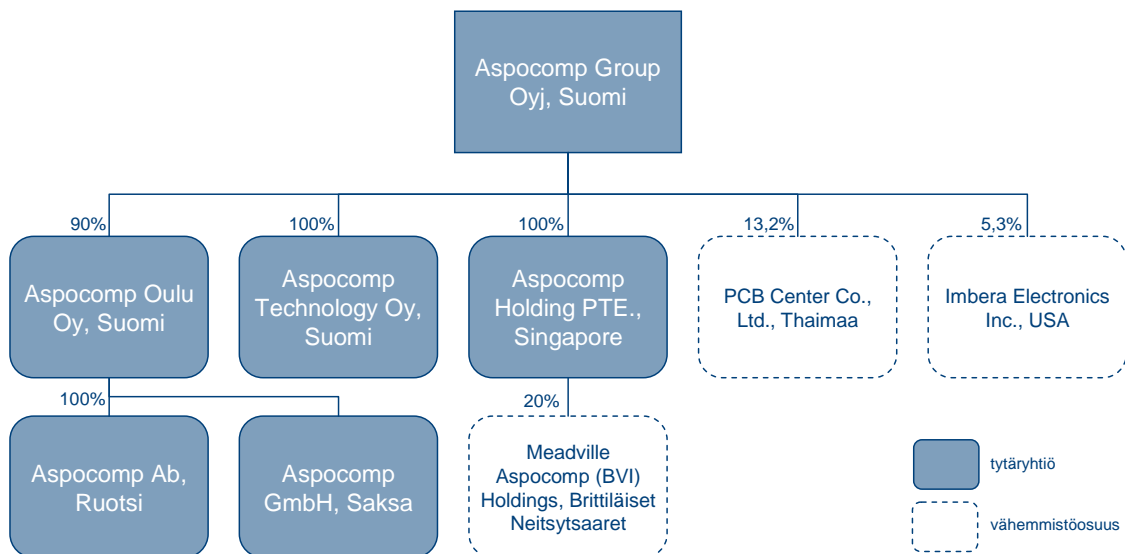 Aspocomp Group
Oyj, Suomi
90%
100%
100%
13,2%
5,3%
Aspocomp Oulu
Oy, Suomi
Aspocomp
Technology Oy,
Suomi
Aspocomp
Holding PTE.,
Singapore
PCB Center Co.,
Ltd., Thaimaa
Imbera Electronics
Inc., USA
100%
20%
Aspocomp Ab,
Ruotsi
Aspocomp
GmbH, Saksa
Meadville
Aspocomp (BVI)
Holdings, Brittiläiset
Neitsytsaaret
tytäryhtiö
vähemmistöosuus